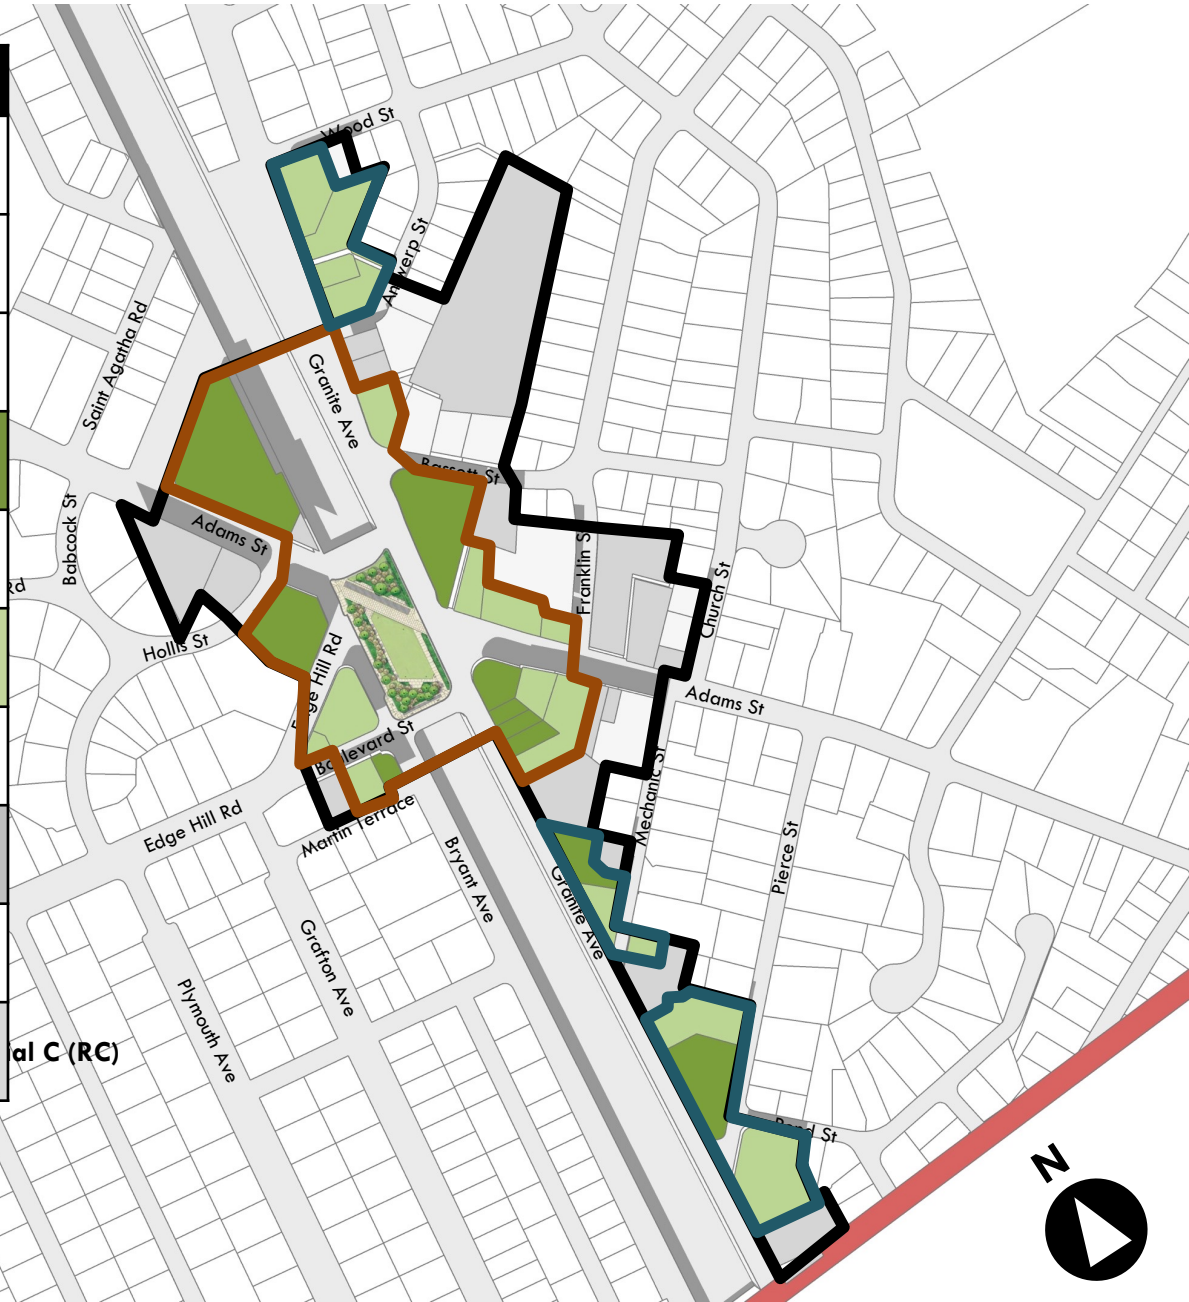 Wood St
Antwerp St
Saint Agatha Rd
Granite Ave
Bassett St
Babcock St
Adams St
Franklin S
Church St
Rd
Hollis St
Edge Hill Rd
Adams St
Boulevard St
Mechanic St
Martin Terrace
Edge Hill Rd
Bryant Ave
Pierce St
Granite Ave
Grafton Ave
Plymouth Ave
al C (RC)
Pond St
N